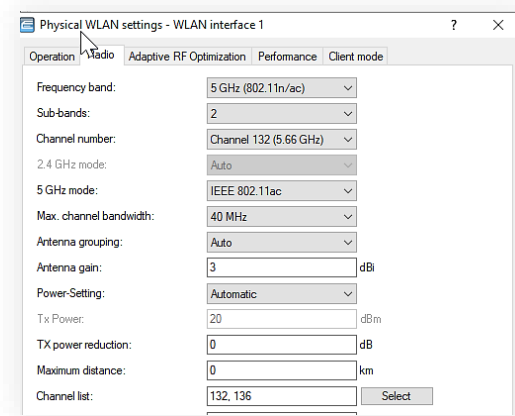 Physical WLAN settings - WLAN interface 1 ? ×
Operation Radio Adaptive RF Optimization Performance Client mode
Frequency band: 5 GHz (802.11n/ac)
Sub-bands: 2
Channel number: Channel 132 (5.66 GHz)
2.4 GHz mode: Auto
5 GHz mode: IEEE 802.11ac
Max. channel bandwidth: 40 MHz
Antenna grouping: Auto
Antenna gain: 3 dBi
Power-Setting: Automatic
Tx Power: 20 dBm
TX power reduction: 0 dB
Maximum distance: 0 km
Channel list: 132, 136 Select